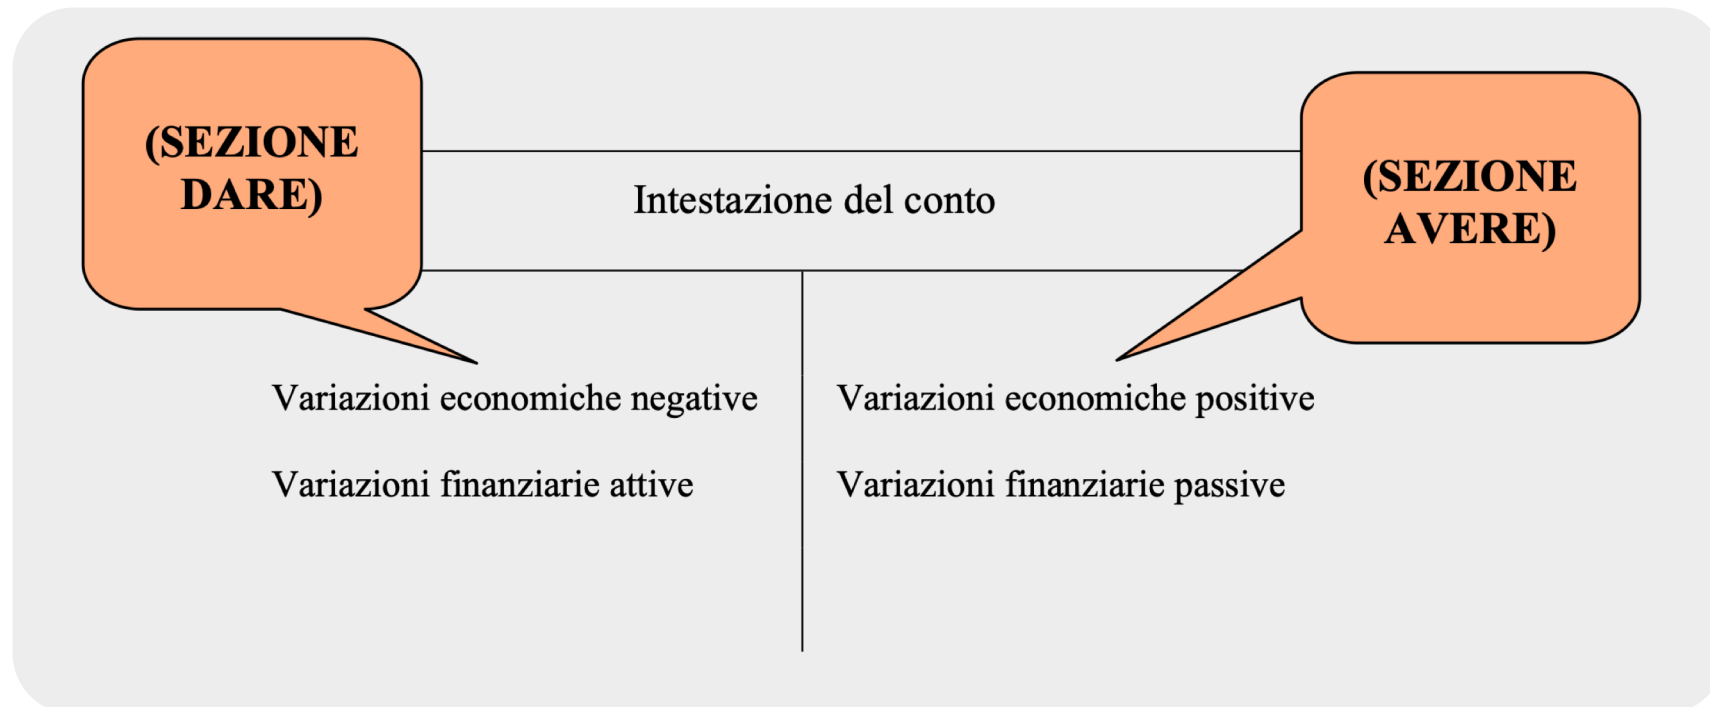 (SEZIONE
DARE)
Intestazione del conto
(SEZIONE
AVERE)
Variazioni economiche negative
Variazioni economiche positive
Variazioni finanziarie attive
Variazioni finanziarie passive